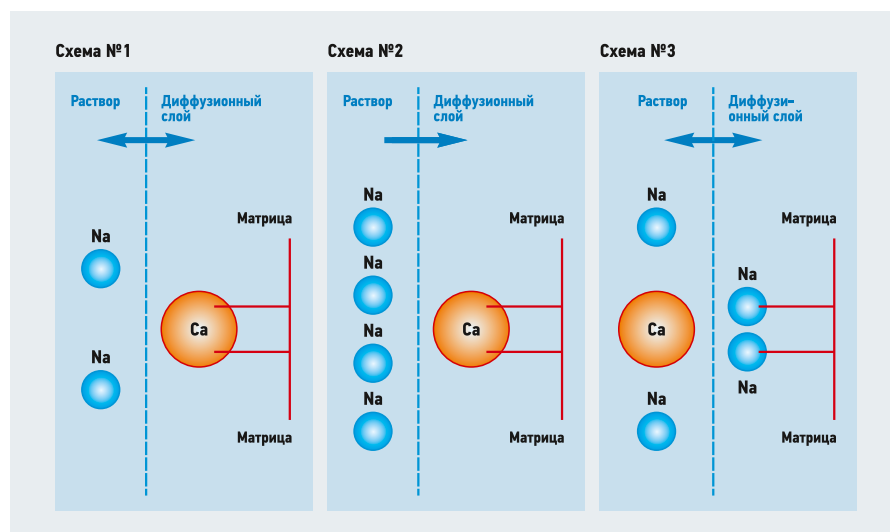 Схема №1
Раствор
Диффузионный
слой
Na
Na
Ca
Матрица
Матрица
Схема №2
Раствор
Диффузионный
слой
Na
Na
Na
Na
Ca
Матрица
Матрица
Схема №3
Раствор
Диффузи–
онный слой
Na
Ca
Na
Na
Na
Матрица
Матрица